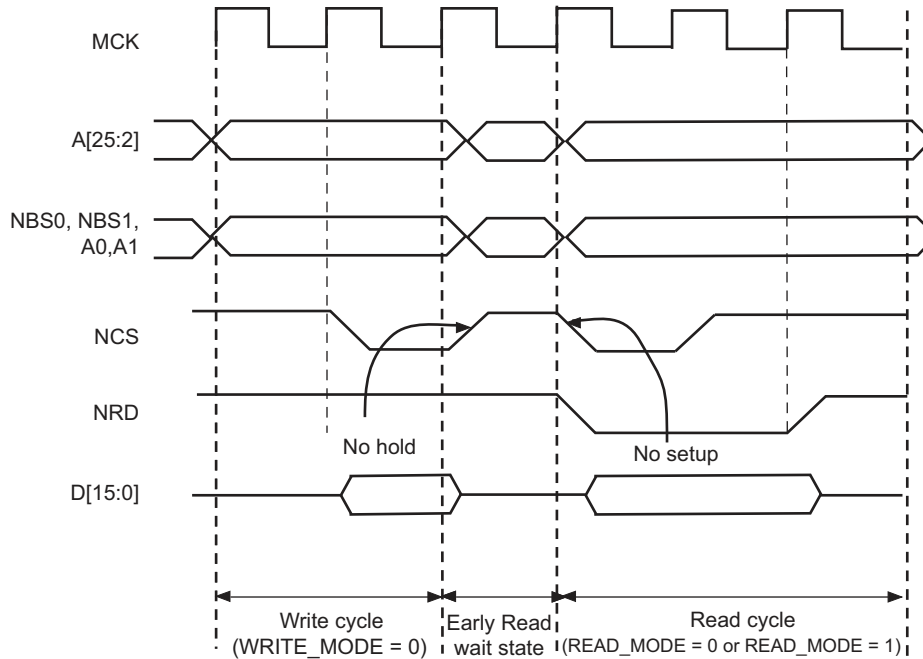 MCK
A[25:2]
NBS0, NBS1,
A0,A1
NCS
NRD
No hold
No setup
D[15:0]
Write cycle
(WRITE_MODE = 0)
Early Read
wait state
Read cycle
(READ_MODE = 0 or READ_MODE = 1)